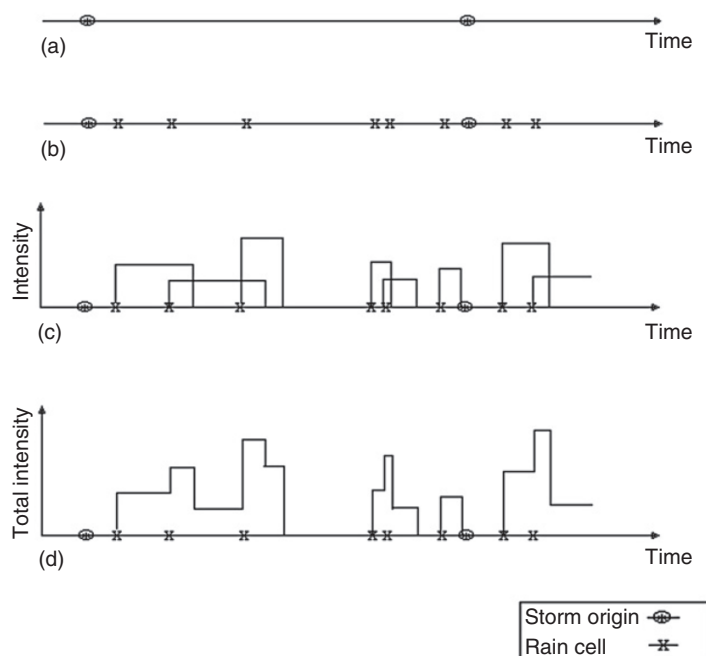 Time
(a)
Time
(b)
Intensity
Time
(c)
Total intensity
Time
(d)
Storm origin
Rain cell